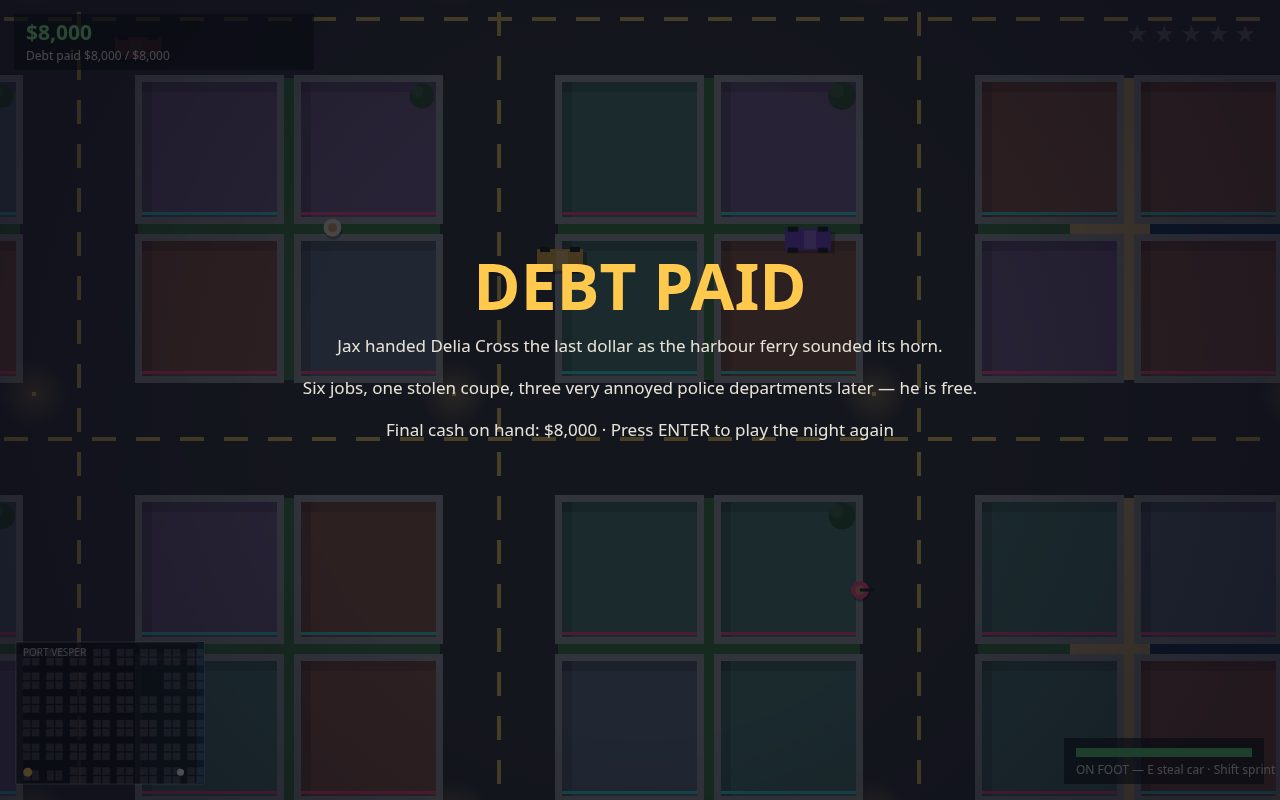 $8,000
Debt paid $8,000 / $8,000
★ ★ ★ ★ ★
DEBT PAID
Jax handed Delia Cross the last dollar as the harbour ferry sounded its horn.
Six jobs, one stolen coupe, three very annoyed police departments later — he is free.
Final cash on hand: $8,000 · Press ENTER to play the night again
PORT VESPER
ON FOOT — E steal car · Shift sprint